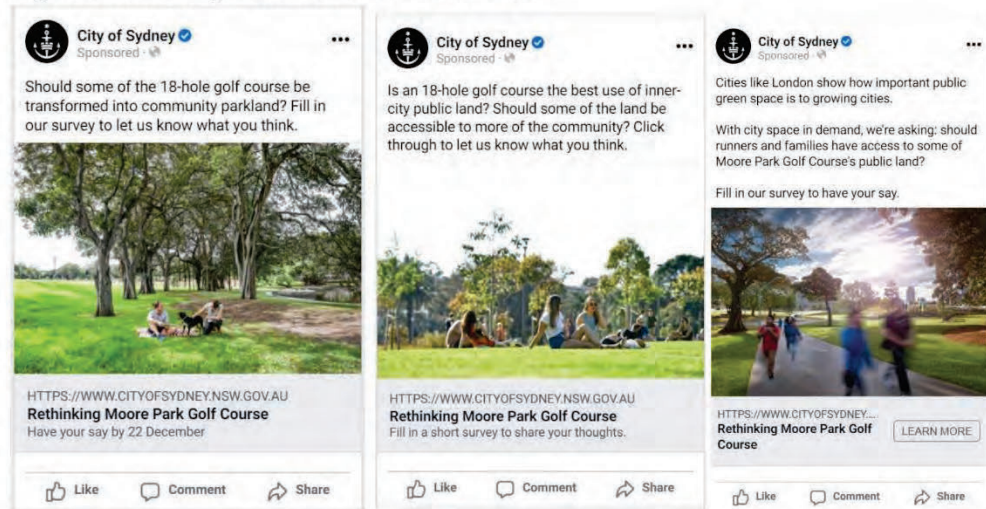 City of Sydney
Sponsored ·
Should some of the 18-hole golf course be
transformed into community parkland? Fill in
our survey to let us know what you think.
HTTPS://WWW.CITYOFSYDNEY.NSW.GOV.AU
Rethinking Moore Park Golf Course
Have your say by 22 December
Like Comment Share
City of Sydney
Sponsored ·
Is an 18-hole golf course the best use of inner-
city public land? Should some of the land be
accessible to more of the community? Click
through to let us know what you think.
HTTPS://WWW.CITYOFSYDNEY.NSW.GOV.AU
Rethinking Moore Park Golf Course
Fill in a short survey to share your thoughts.
Like Comment Share
City of Sydney
Sponsored ·
Cities like London show how important public
green space is to growing cities.
With city space in demand, we're asking: should
runners and families have access to some of
Moore Park Golf Course's public land?
Fill in our survey to have your say.
HTTPS://WWW.CITYOFSYDNEY....
Rethinking Moore Park Golf
Course
LEARN MORE
Like Comment Share